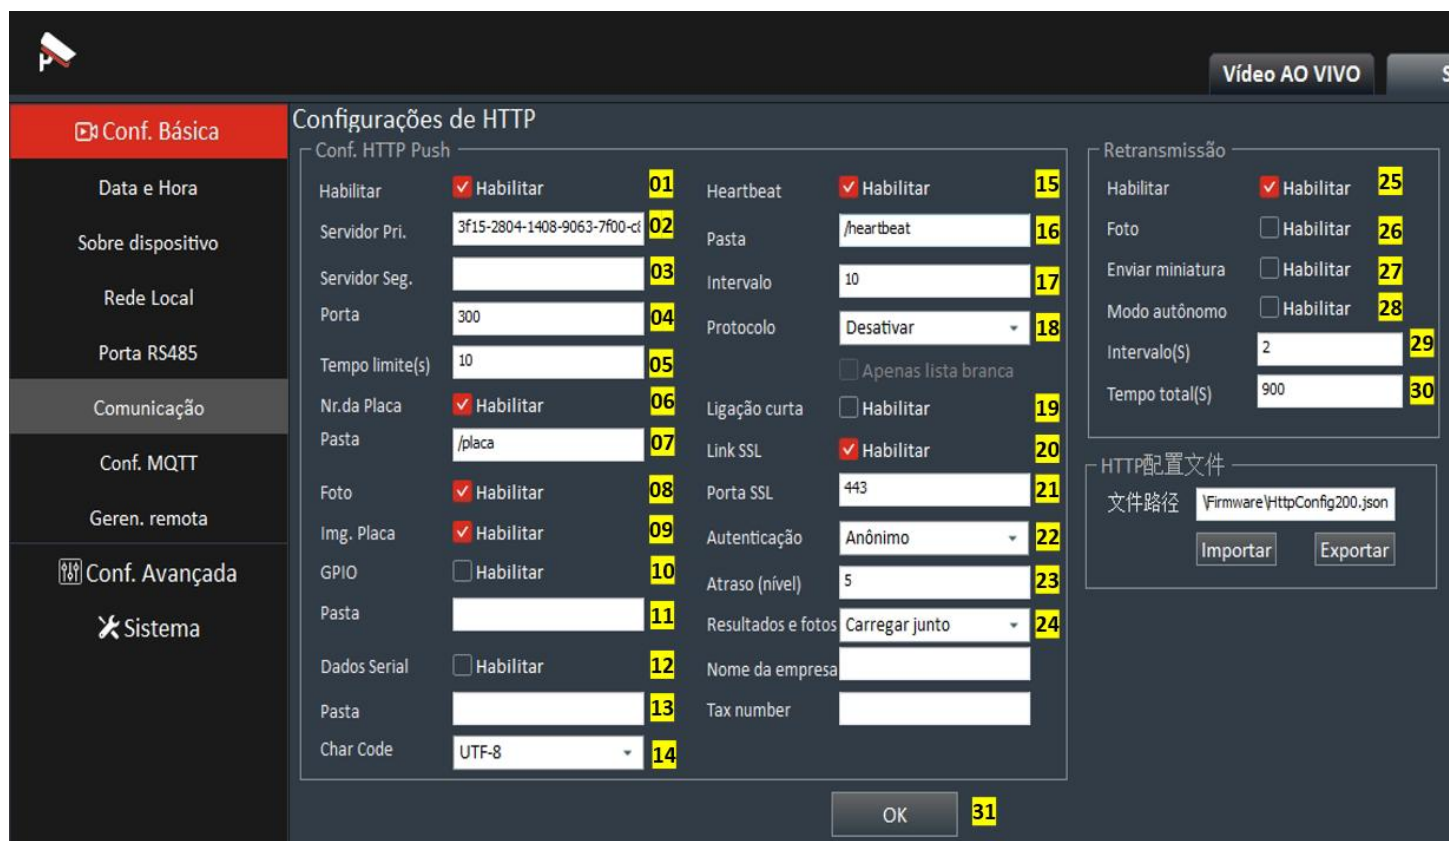 Vídeo AO VIVO
Conf. Básica
Data e Hora
Sobre dispositivo
Rede Local
Porta RS485
Comunicação
Conf. MQTT
Geren. remota
Conf. Avançada
Sistema
Configurações de HTTP
Conf. HTTP Push
Habilitar Habilitar 01
Servidor Pri. 3f15-2804-1408-9063-7f00- 02
Servidor Seg. 03
Porta 300 04
Tempo limite(s) 10 05
Nr.da Placa Habilitar 06
Pasta /placa 07
Foto Habilitar 08
Img. Placa Habilitar 09
GPIO Habilitar 10
Pasta 11
Dados Serial Habilitar 12
Pasta 13
Char Code UTF-8 14
Heartbeat Habilitar 15
Pasta /heartbeat 16
Intervalo 10 17
Protocolo Desativar 18
Apenas lista branca
Ligação curta Habilitar 19
Link SSL Habilitar 20
Porta SSL 443 21
Autenticação Anônimo 22
Atraso (nível) 5 23
Resultados e fotos Carregar junto 24
Nome da empresa
Tax number
Retransmissão
Habilitar Habilitar 25
Foto Habilitar 26
Enviar miniatura Habilitar 27
Modo autônomo Habilitar 28
Intervalo(S) 2 29
Tempo total(S) 900 30
HTTP配置文件
文件路径 \Firmware\HttpConfig200.json
Importar Exportar
OK 31